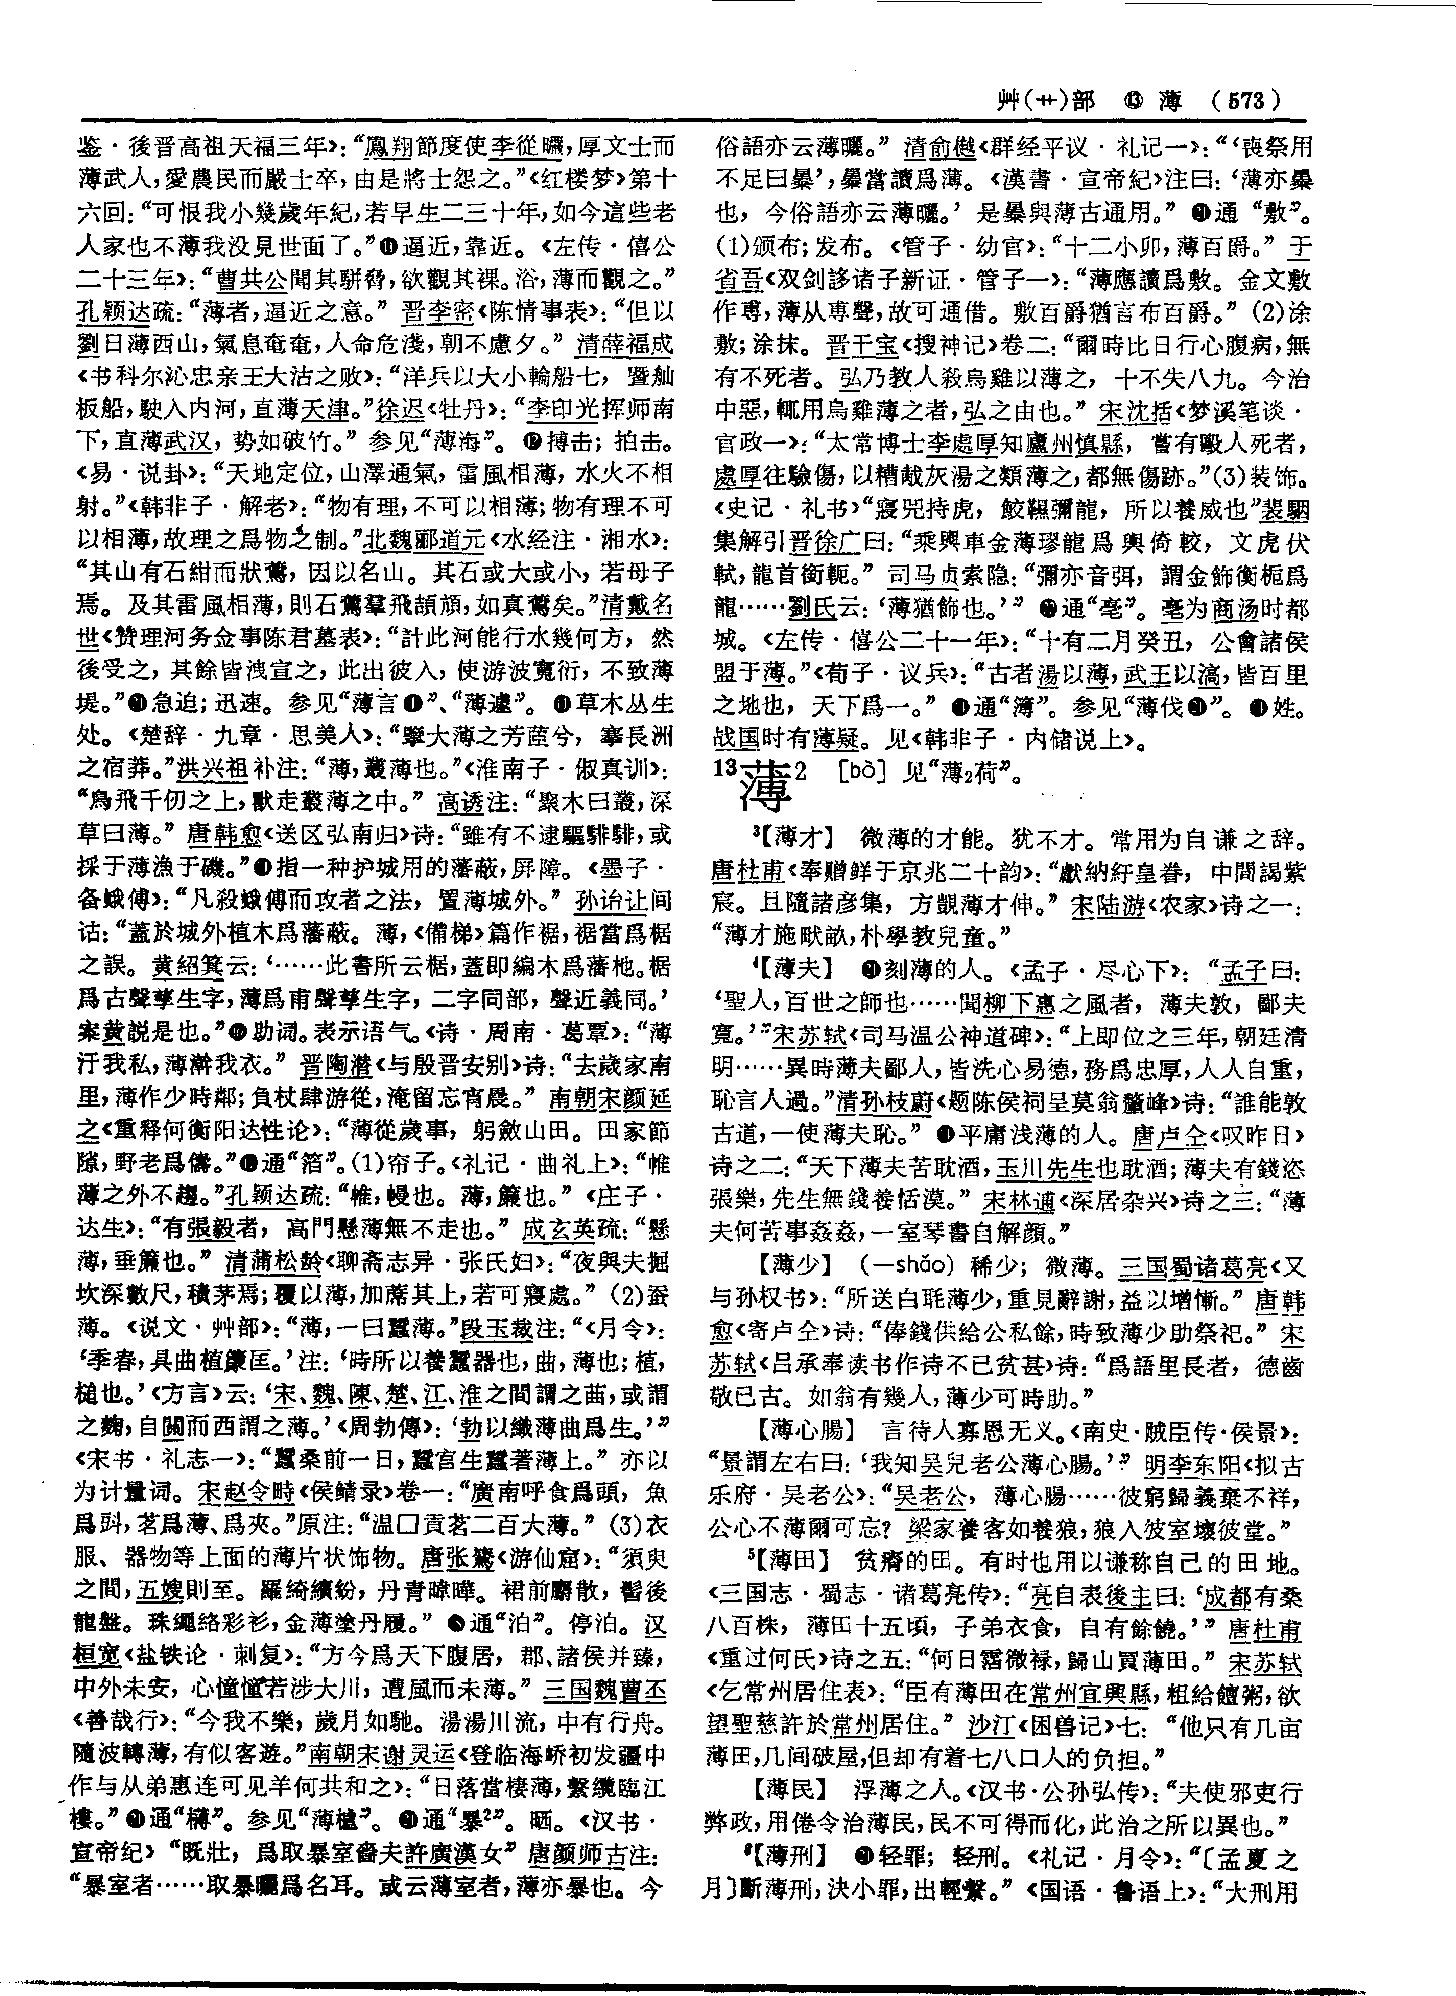 艸(艹)部 ⑬ 薄 (573)
鉴·後晋高祖天福三年》：“鳳翔節度使李從曮，厚文士而
薄武人，愛農民而嚴士卒，由是將士怨之。”《红楼梦》第十
六回：“可恨我小幾歲年紀，若早生二三十年，如今這些老
人家也不薄我没見世面了。”⓫逼近，靠近。《左传·僖公
二十三年》：“曹共公聞其駢脅，欲觀其裸。浴，薄而觀之。”
孔颖达疏：“薄者，逼近之意。” 晋李密《陈情事表》：“但以
劉日薄西山，氣息奄奄，人命危淺，朝不慮夕。” 清薛福成
《书科尔沁忠亲王大沽之败》：“洋兵以大小輪船七，暨舢
板船，駛入内河，直薄天津。”徐迟《牡丹》：“李印光挥师南
下，直薄武汉，势如破竹。” 参见“薄海”。 ⓬搏击；拍击。
《易·说卦》：“天地定位，山澤通氣，雷風相薄，水火不相
射。”《韩非子·解老》：“物有理，不可以相薄；物有理不可
以相薄，故理之爲物之制。”北魏郦道元《水经注·湘水》：
“其山有石紺而狀鷰，因以名山。其石或大或小，若母子
焉。及其雷風相薄，則石鷰羣飛頡頏，如真鷰矣。”清戴名
世《赞理河务佥事陈君墓表》：“計此河能行水幾何方，然
後受之，其餘皆洩宣之，此出彼入，使游波寬衍，不致薄
堤。”⓭急迫；迅速。参见“薄言❶”、“薄遽”。 ⓮草木丛生
处。《楚辞·九章·思美人》：“擥大薄之芳茝兮，搴長洲
之宿莽。”洪兴祖补注：“薄，叢薄也。”《淮南子·俶真训》：
“鳥飛千仞之上，獸走叢薄之中。” 高诱注：“聚木曰叢，深
草曰薄。” 唐韩愈《送区弘南归》诗：“雖有不逮驅騑騑，或
採于薄漁于磯。”⓯指一种护城用的藩蔽，屏障。《墨子·
备蛾傅》：“凡殺蛾傅而攻者之法，置薄城外。” 孙诒让间
诂：“蓋於城外植木爲藩蔽。薄，《備梯》篇作裾，裾當爲椐
之誤。黄紹箕云：‘……此書所云椐，蓋即編木爲藩杝。椐
爲古聲孳生字，薄爲甫聲孳生字，二字同部，聲近義同。’
案黄説是也。”⓰助词。表示语气。《诗·周南·葛覃》：“薄
汙我私，薄澣我衣。” 晋陶潜《与殷晋安别》诗：“去歲家南
里，薄作少時鄰；負杖肆游從，淹留忘宵晨。” 南朝宋颜延
之《重释何衡阳达性论》：“薄從歲事，躬斂山田。田家節
隙，野老爲儔。”⓱通“箔”。(1)帘子。《礼记·曲礼上》：“帷
薄之外不趨。”孔颖达疏：“帷，幔也。薄，簾也。”《庄子·
达生》：“有張毅者，高門懸薄無不走也。” 成玄英疏：“懸
薄，垂簾也。” 清蒲松龄《聊斋志异·张氏妇》：“夜與夫掘
坎深數尺，積茅焉；覆以薄，加蓆其上，若可寢處。”(2)蚕
薄。《说文·艸部》：“薄，一曰蠶薄。”段玉裁注：“《月令》：
‘季春，具曲植籧匡。’注：‘時所以養蠶器也，曲，薄也；植，
槌也。’《方言》云：‘宋、魏、陳、楚、江、淮之間謂之苗，或謂
之麴，自關而西謂之薄。’《周勃傳》：‘勃以織薄曲爲生。’”
《宋书·礼志一》：“蠶桑前一日，蠶宫生蠶著薄上。” 亦以
为计量词。宋赵令畤《侯鲭录》卷一：“廣南呼食爲頭，魚
爲㪷，茗爲薄、爲夾。”原注：“温囗貢茗二百大薄。”(3)衣
服、器物等上面的薄片状饰物。唐张鷟《游仙窟》：“須臾
之間，五嫂則至。羅綺繽紛，丹青暐曄。裙前麝散，髻後
龍盤。珠繩絡彩衫，金薄塗丹履。” ⓲通“泊”。停泊。汉
桓宽《盐铁论·刺复》：“方今爲天下腹居，郡、諸侯并臻，
中外未安，心憧憧若涉大川，遭風而未薄。” 三国魏曹丕
《善哉行》：“今我不樂，歲月如馳。湯湯川流，中有行舟。
隨波轉薄，有似客遊。”南朝宋谢灵运《登临海峤初发疆中
作与从弟惠连可见羊何共和之》：“日落當棲薄，繫纜臨江
樓。”⓳通“欂”。参见“薄櫨”。 ⓴通“暴2”。晒。《汉书·
宣帝纪》“既壯，爲取暴室嗇夫許廣漢女” 唐颜师古注：
“暴室者……取暴曬爲名耳。或云薄室者，薄亦暴也。今
俗語亦云薄曬。” 清俞樾《群经平议·礼记一》：“‘喪祭用
不足曰暴’，暴當讀爲薄。《漢書·宣帝紀》注曰：‘薄亦暴
也，今俗語亦云薄曬。’ 是暴與薄古通用。” ㉑通“敷”。
(1)颁布；发布。《管子·幼官》：“十二小卯，薄百爵。” 于
省吾《双剑誃诸子新证·管子一》：“薄應讀爲敷。金文敷
作尃，薄从尃聲，故可通借。敷百爵猶言布百爵。”(2)涂
敷；涂抹。晋干宝《搜神记》卷二：“爾時比日行心腹病，無
有不死者。弘乃教人殺烏雞以薄之，十不失八九。今治
中惡，輒用烏雞薄之者，弘之由也。” 宋沈括《梦溪笔谈·
官政一》：“太常博士李處厚知廬州慎縣，嘗有毆人死者，
處厚往驗傷，以糟胾灰湯之類薄之，都無傷跡。”(3)装饰。
《史记·礼书》“寢兕持虎，鮫韅彌龍，所以養威也”裴駰
集解引晋徐广曰：“乘輿車金薄璆龍爲輿倚較，文虎伏
軾，龍首衘軛。” 司马贞索隐：“彌亦音弭，謂金飾衡枙爲
龍……劉氏云：‘薄猶飾也。’” ㉒通“亳”。亳为商汤时都
城。《左传·僖公二十一年》：“十有二月癸丑，公會諸侯
盟于薄。”《荀子·议兵》：“古者湯以薄，武王以滈，皆百里
之地也，天下爲一。” ㉓通“簿”。参见“薄伐㉑”。 ㉔姓。
战国时有薄疑。见《韩非子·内储说上》。
13薄2 [bò] 见“薄2荷”。
3【薄才】 微薄的才能。犹不才。常用为自谦之辞。
唐杜甫《奉赠鲜于京兆二十韵》：“獻納紆皇眷，中間謁紫
宸。且隨諸彦集，方覬薄才伸。” 宋陆游《农家》诗之一：
“薄才施畎畝，朴學教兒童。”
4【薄夫】 ㉑刻薄的人。《孟子·尽心下》：“孟子曰：
‘聖人，百世之師也……聞柳下惠之風者，薄夫敦，鄙夫
寬。’”宋苏轼《司马温公神道碑》：“上即位之三年，朝廷清
明……異時薄夫鄙人，皆洗心易德，務爲忠厚，人人自重，
恥言人過。”清孙枝蔚《题陈侯祠呈莫翁釐峰》诗：“誰能敦
古道，一使薄夫恥。” ❶平庸浅薄的人。唐卢仝《叹昨日》
诗之二：“天下薄夫苦耽酒，玉川先生也耽酒；薄夫有錢恣
張樂，先生無錢養恬漠。” 宋林逋《深居杂兴》诗之三：“薄
夫何苦事姦姦，一室琴書自解顔。”
【薄少】 (—shǎo) 稀少；微薄。三国蜀诸葛亮《又
与孙权书》：“所送白毦薄少，重見辭謝，益以增慚。” 唐韩
愈《寄卢仝》诗：“俸錢供給公私餘，時致薄少助祭祀。” 宋
苏轼《吕承奉读书作诗不已贫甚》诗：“爲語里長者，德齒
敬已古。如翁有幾人，薄少可時助。”
【薄心腸】 言待人寡恩无义。《南史·贼臣传·侯景》：
“景謂左右曰：‘我知吴兒老公薄心腸。’” 明李东阳《拟古
乐府·吴老公》：“吴老公，薄心腸……彼窮歸義棄不祥，
公心不薄爾可忘？梁家養客如養狼，狼入彼室壞彼堂。”
5【薄田】 贫瘠的田。有时也用以谦称自己的田地。
《三国志·蜀志·诸葛亮传》：“亮自表後主曰：‘成都有桑
八百株，薄田十五頃，子弟衣食，自有餘饒。’” 唐杜甫
《重过何氏》诗之五：“何日霑微禄，歸山買薄田。” 宋苏轼
《乞常州居住表》：“臣有薄田在常州宜興縣，粗給饘粥，欲
望聖慈許於常州居住。” 沙汀《困兽记》七：“他只有几亩
薄田，几间破屋，但却有着七八口人的负担。”
【薄民】 浮薄之人。《汉书·公孙弘传》：“夫使邪吏行
弊政，用倦令治薄民，民不可得而化，此治之所以異也。”
6【薄刑】 ㉑轻罪；轻刑。《礼记·月令》：“〔孟夏之
月〕斷薄刑，決小罪，出輕繫。” 《国语·鲁语上》：“大刑用